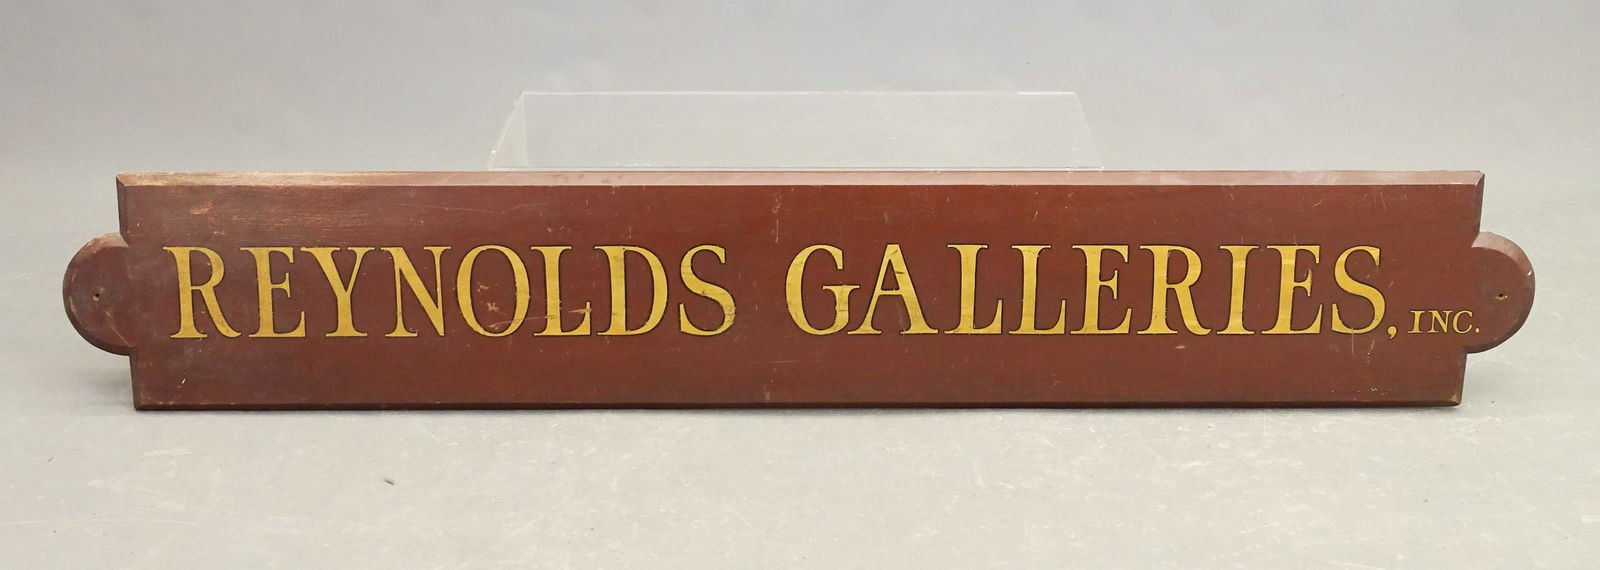 REYNOLDS GALLERIES, INC.